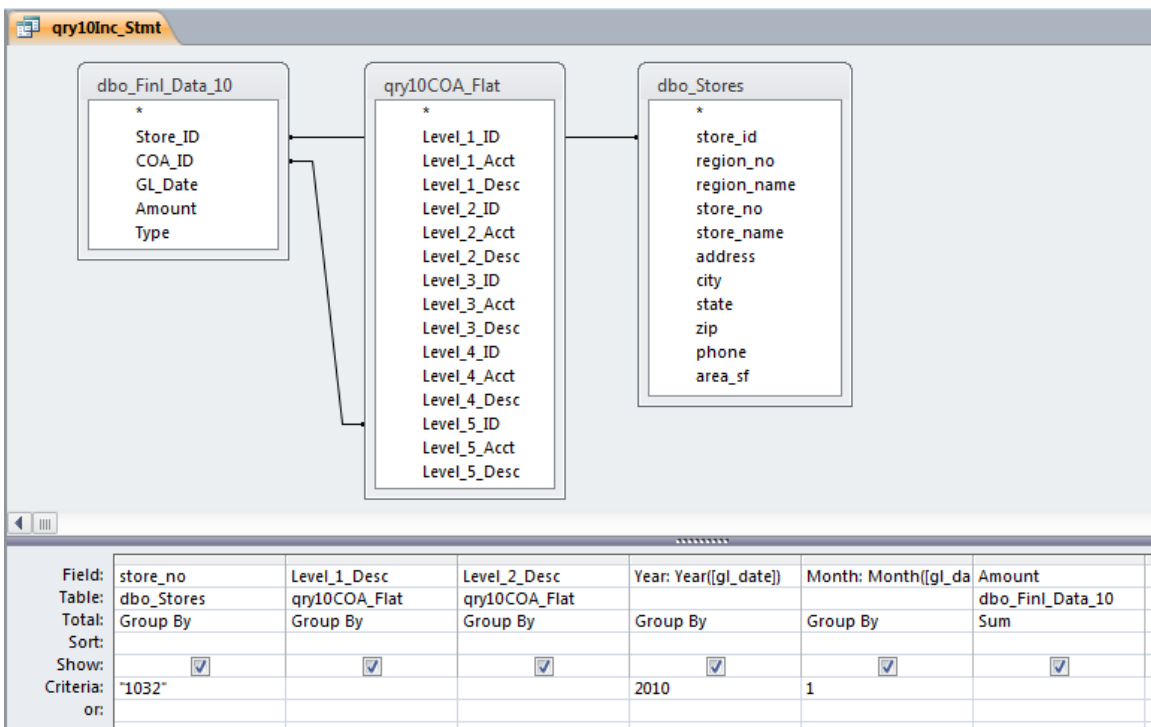 qry10Inc_Stmt
dbo_Finl_Data_10
*
Store_ID
COA_ID
GL_Date
Amount
Type
qry10COA_Flat
*
Level_1_ID
Level_1_Acct
Level_1_Desc
Level_2_ID
Level_2_Acct
Level_2_Desc
Level_3_ID
Level_3_Acct
Level_3_Desc
Level_4_ID
Level_4_Acct
Level_4_Desc
Level_5_ID
Level_5_Acct
Level_5_Desc
dbo_Stores
*
store_id
region_no
region_name
store_no
store_name
address
city
state
zip
phone
area_sf
Field: store_no Level_1_Desc Level_2_Desc Year: Year([gl_date]) Month: Month([gl_da Amount
Table: dbo_Stores qry10COA_Flat qry10COA_Flat dbo_Finl_Data_10
Total: Group By Group By Group By Group By Group By Sum
Sort:
Show:
Criteria: "1032" 2010 1
or: